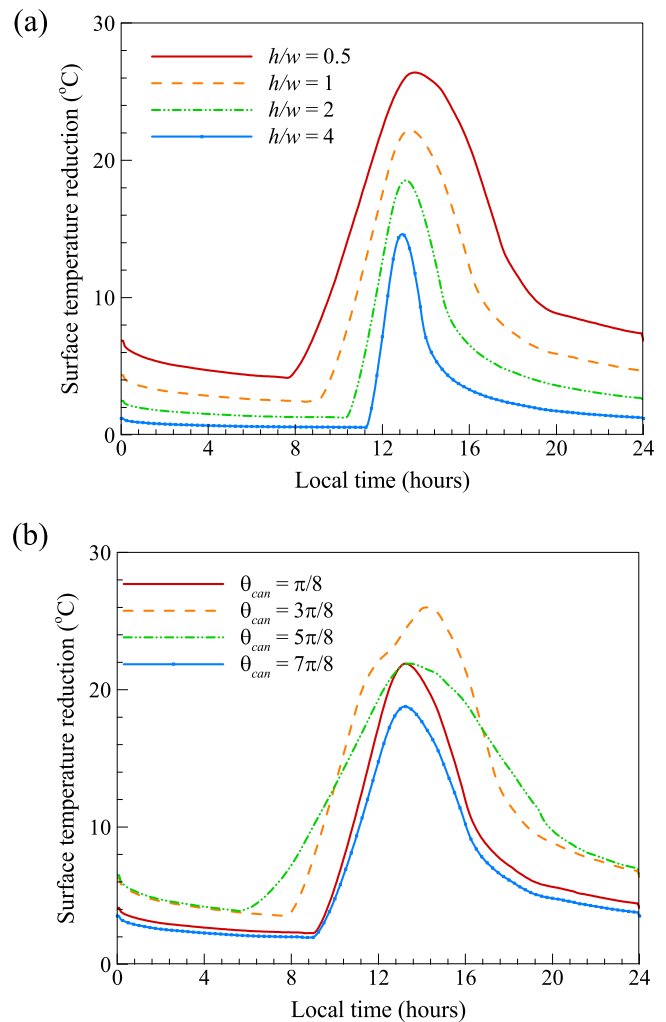 (a)
30
20
10
0
Surface temperature reduction (°C)
h/w = 0.5
h/w = 1
h/w = 2
h/w = 4
0 4 8 12 16 20 24
Local time (hours)
(b)
30
20
10
0
Surface temperature reduction (°C)
θcan = π/8
θcan = 3π/8
θcan = 5π/8
θcan = 7π/8
0 4 8 12 16 20 24
Local time (hours)